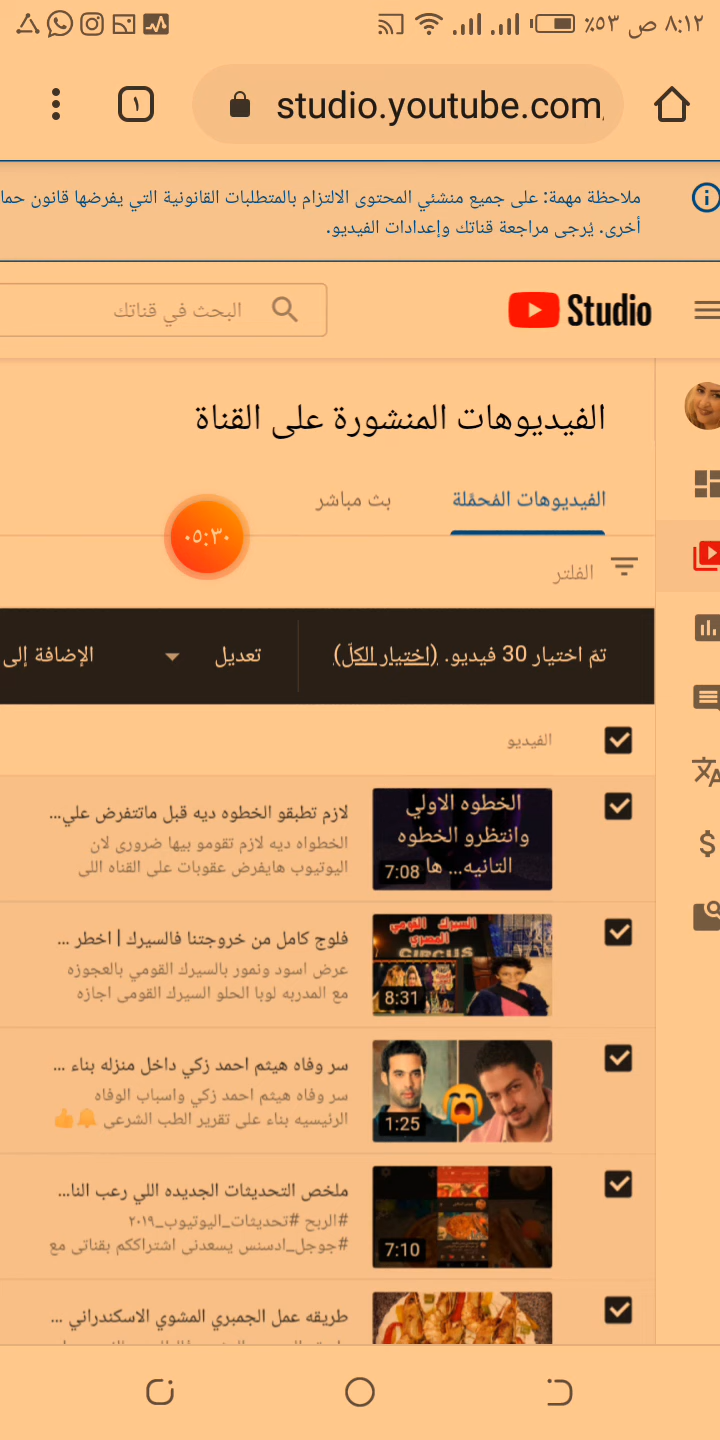 ٨:١٢ ص ٥٣٪
١
studio.youtube.com
ملاحظة مهمة: على جميع منشئي المحتوى الالتزام بالمتطلبات القانونية التي يفرضها قانون
أخرى. يُرجى مراجعة قناتك وإعدادات الفيديو.
Studio
البحث في قناتك
الفيديوهات المنشورة على القناة
الفيديوهات المُحمَّلة
بث مباشر
٠٥:٣٠
الفلتر
تمّ اختيار 30 فيديو. (اختيار الكلّ)
تعديل
الإضافة إلى
الفيديو
الخطوه الاولي
وانتظرو الخطوه
التانيه... ها
7:08
لازم تطبقو الخطوه ديه قبل ماتتفرض علي...
الخطواه ديه لازم تقومو بيها ضرورى لان
اليوتيوب هايفرض عقوبات على القناه اللى
السيرك القومي
المصري
CIRCUS
8:31
فلوج كامل من خروجتنا فالسيرك | اخطر ...
عرض اسود ونمور بالسيرك القومي بالعجوزه
مع المدربه لوبا الحلو السيرك القومى اجازه
1:25
سر وفاه هيثم احمد زكي داخل منزله بناء ...
سر وفاه هيثم احمد زكي واسباب الوفاه
الرئيسيه بناء على تقرير الطب الشرعى 🔔👍
7:10
ملخص التحديثات الجديده اللي رعب النا...
#الربح #تحديثات_اليوتيوب_٢٠١٩
#جوجل_ادسنس يسعدنى اشتراككم بقناتى مع
طريقه عمل الجمبري المشوي الاسكندراني ...